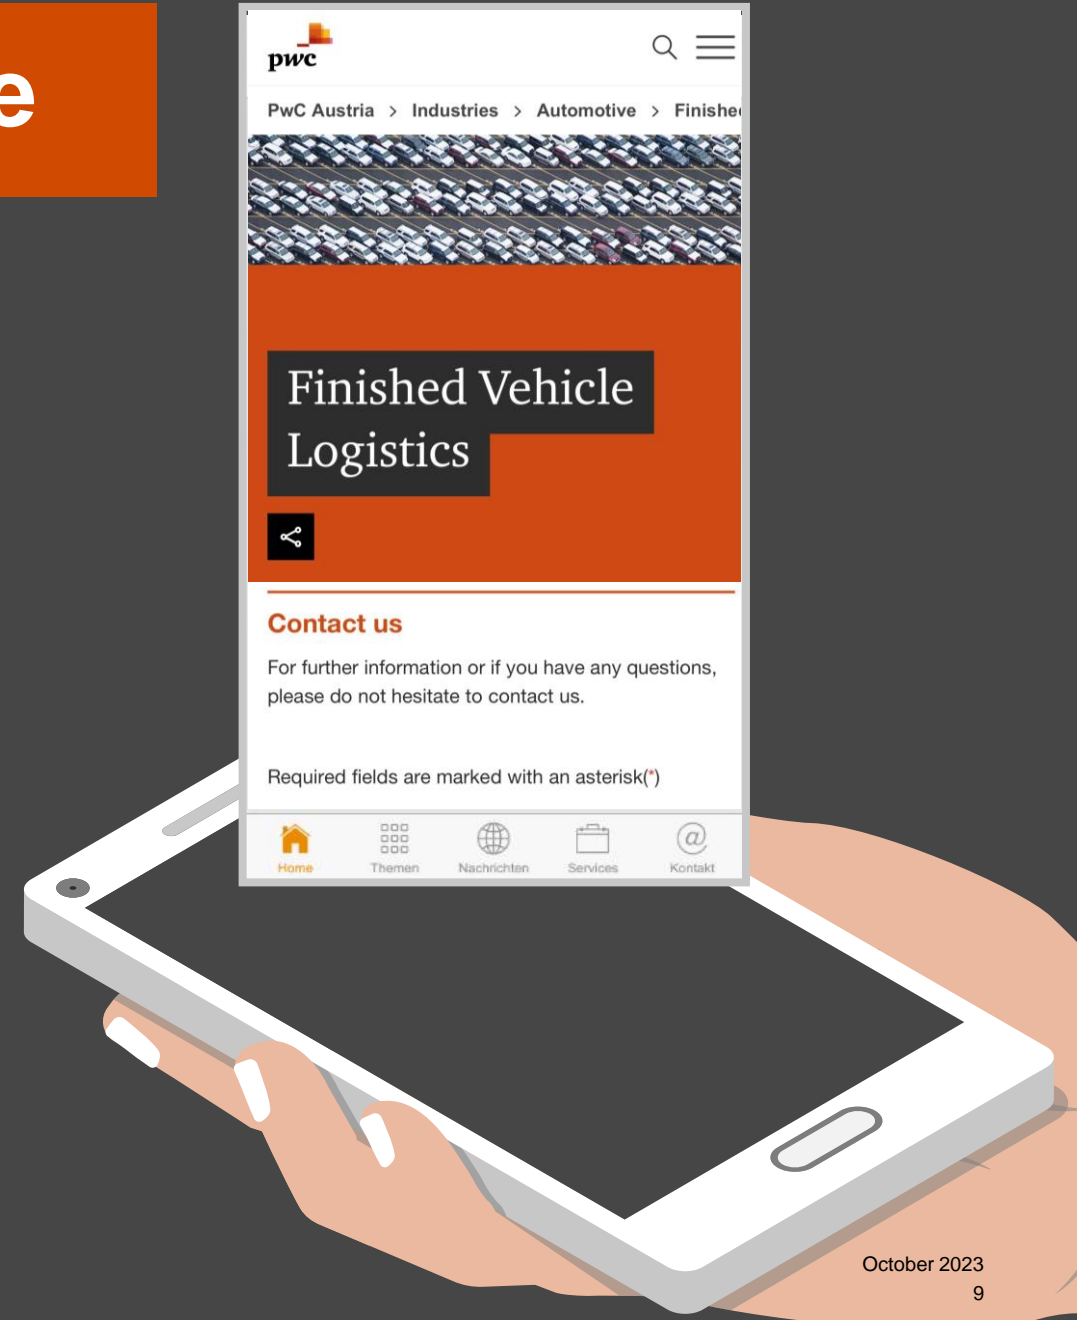 e
pwc
PwC Austria > Industries > Automotive > Finishe
Finished Vehicle
Logistics
Contact us
For further information or if you have any questions,
please do not hesitate to contact us.
Required fields are marked with an asterisk(*)
Home Themen Nachrichten Services Kontakt
October 2023
9